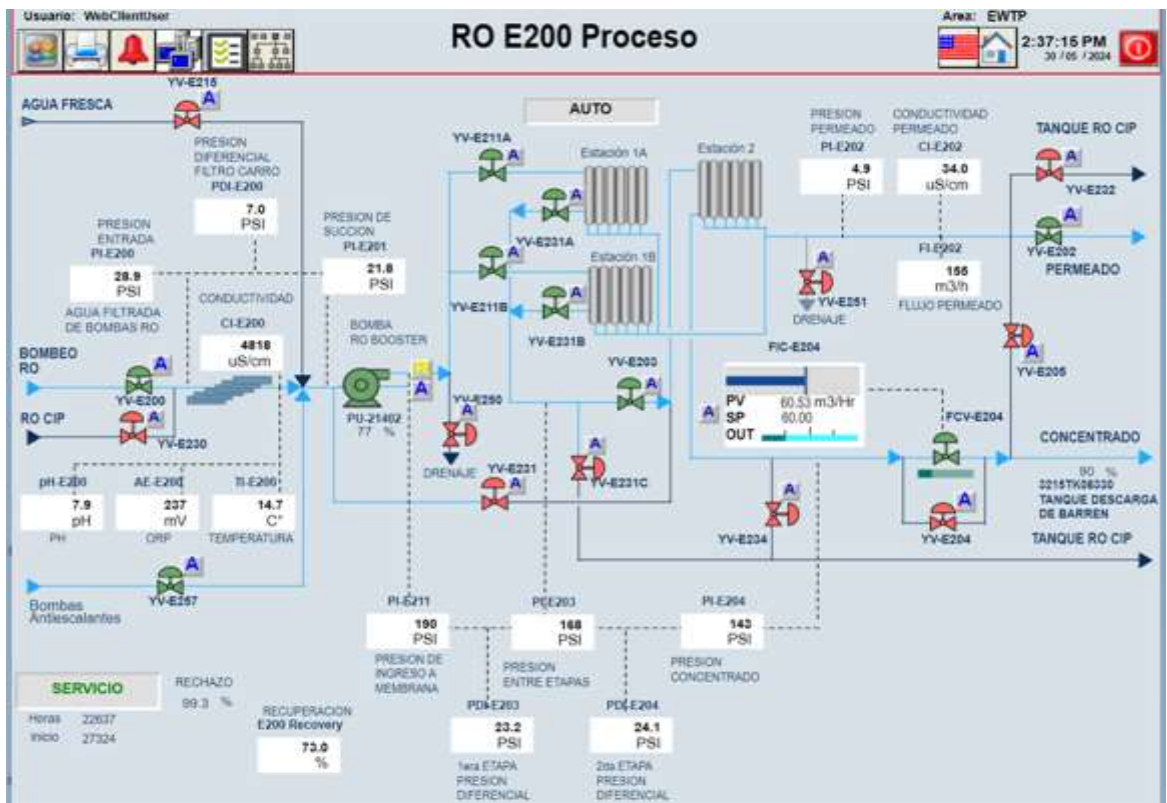 Usuario: WebClientUser
RO E200 Proceso
Area: EWTP
2:37:15 PM
30 / 05 / 2024
YV-E215
A
AGUA FRESCA
AUTO
PRESION
DIFERENCIAL
FILTRO CARRO
PDI-E200
7.0
PSI
YV-E211A
A
Estación 1A
Estación 2
PRESION
PERMEADO
PI-E202
4.9
PSI
CONDUCTIVIDAD
PERMEADO
CI-E202
34.0
uS/cm
TANQUE RO CIP
A
YV-E232
PRESION
ENTRADA
PI-E200
28.9
PSI
AGUA FILTRADA
DE BOMBAS RO
PRESION DE
SUCCION
PI-E201
21.8
PSI
A
YV-E231A
A
YV-E211B
Estación 1B
A
YV-E231B
A
YV-E251
DRENAJE
FI-E202
155
m3/h
FLUJO PERMEADO
A
YV-E202
PERMEADO
CONDUCTIVIDAD
CI-E200
4818
uS/cm
BOMBA
RO BOOSTER
A
PU-21402
77 %
BOMBEO
RO
A
YV-E200
RO CIP
A
YV-E230
YV-E250
A
DRENAJE
YV-E203
A
FIC-E204
A
PV 60.53 m3/Hr
SP 60.00
OUT
A
YV-E205
FCV-E204
A
CONCENTRADO
90 %
3215TK06330
TANQUE DESCARGA
DE BARREN
YV-E231
A
A
YV-E231C
A
YV-E234
A
YV-E204
TANQUE RO CIP
pH-E200
7.9
pH
PH
AE-E200
237
mV
ORP
TI-E200
14.7
C°
TEMPERATURA
A
YV-E257
Bombas
Antiescalantes
PI-E211
190
PSI
PRESION DE
INGRESO A
MEMBRANA
168
PSI
PRESION
ENTRE ETAPAS
PI-E204
143
PSI
PRESION
CONCENTRADO
SERVICIO
Horas 22637
Inicio 27324
RECHAZO
99.3 %
RECUPERACION
E200 Recovery
73.0
%
PDI-E203
23.2
PSI
1era ETAPA
PRESION
DIFERENCIAL
PDI-E204
24.1
PSI
2da ETAPA
PRESION
DIFERENCIAL